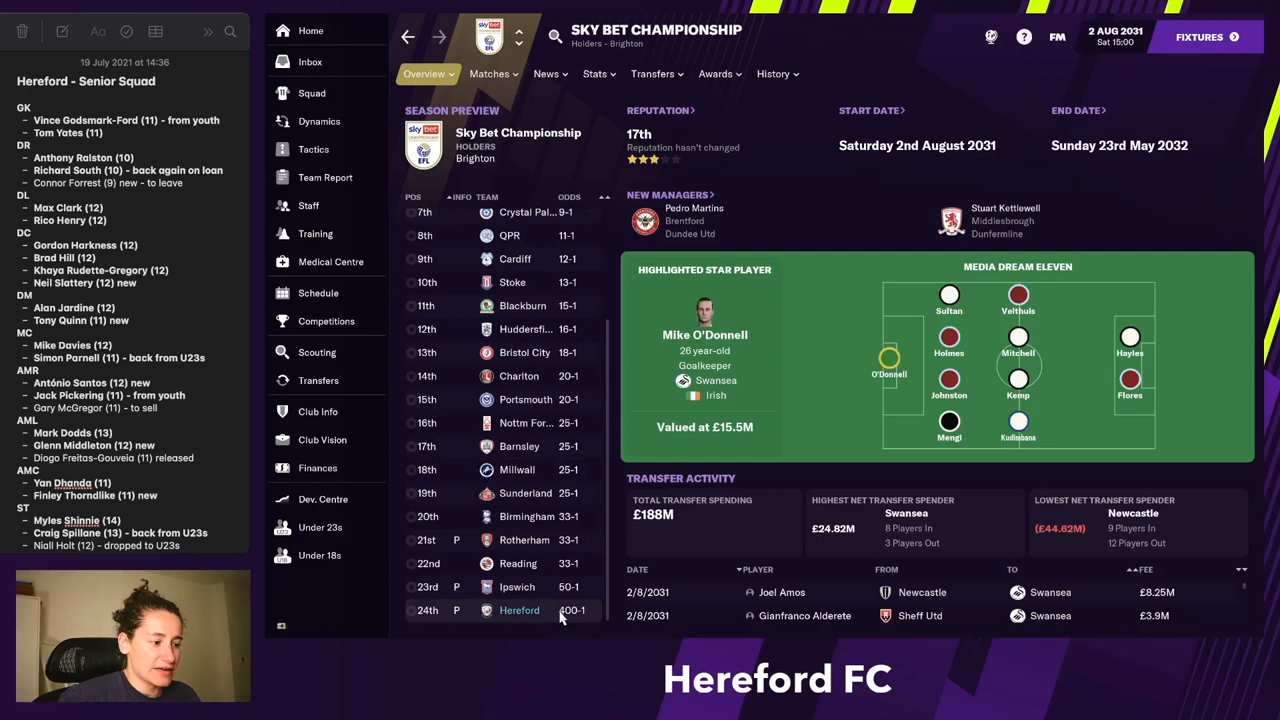 19 July 2021 at 14:36
Hereford - Senior Squad
GK
- Vince Godsmark-Ford (11) - from youth
- Tom Yates (11)
DR
- Anthony Ralston (10)
- Richard South (10) - back again on loan
- Connor Forrest (9) new - to leave
DL
- Max Clark (12)
- Rico Henry (12)
DC
- Gordon Harkness (12)
- Brad Hill (12)
- Khaya Rudette-Gregory (12)
- Neil Slattery (12) new
DM
- Alan Jardine (12)
- Tony Quinn (11) new
MC
- Mike Davies (12)
- Simon Parnell (11) - back from U23s
AMR
- António Santos (12) new
- Jack Pickering (11) - from youth
- Gary McGregor (11) - to sell
AML
- Mark Dodds (13)
- Glenn Middleton (12) new
- Diogo Freitas-Gouveia (11) released
AMC
- Yan Dhanda (11)
- Finley Thorndlike (11) new
ST
- Myles Shinnie (14)
- Craig Spillane (13) - back from U23s
- Niall Holt (12) - dropped to U23s
Home
Inbox
Squad
Dynamics
Tactics
Team Report
Staff
Training
Medical Centre
Schedule
Competitions
Scouting
Transfers
Club Info
Club Vision
Finances
Dev. Centre
Under 23s
Under 18s
SKY BET CHAMPIONSHIP
Holders - Brighton
FM
2 AUG 2031
Sat 15:00
FIXTURES
Overview
Matches
News
Stats
Transfers
Awards
History
SEASON PREVIEW
Sky Bet Championship
HOLDERS
Brighton
POS INFO TEAM ODDS
7th Crystal Pal... 9-1
8th QPR 11-1
9th Cardiff 12-1
10th Stoke 13-1
11th Blackburn 15-1
12th Huddersfi... 16-1
13th Bristol City 18-1
14th Charlton 20-1
15th Portsmouth 20-1
16th Nottm For... 25-1
17th Barnsley 25-1
18th Millwall 25-1
19th Sunderland 25-1
20th Birmingham 33-1
21st P Rotherham 33-1
22nd Reading 33-1
23rd P Ipswich 50-1
24th P Hereford 400-1
REPUTATION>
17th
Reputation hasn't changed
START DATE>
Saturday 2nd August 2031
END DATE>
Sunday 23rd May 2032
NEW MANAGERS>
Pedro Martins
Brentford
Dundee Utd
Stuart Kettlewell
Middlesbrough
Dunfermline
HIGHLIGHTED STAR PLAYER
Mike O'Donnell
26 year-old
Goalkeeper
Swansea
Irish
Valued at £15.5M
MEDIA DREAM ELEVEN
Sultan
Velthuis
Holmes
Mitchell
Hayles
O'Donnell
Johnston
Kemp
Flores
Mengi
Kudimbana
TRANSFER ACTIVITY
TOTAL TRANSFER SPENDING
£188M
HIGHEST NET TRANSFER SPENDER
Swansea
£24.82M
8 Players In
3 Players Out
LOWEST NET TRANSFER SPENDER
Newcastle
(£44.62M)
9 Players In
12 Players Out
DATE PLAYER FROM TO FEE
2/8/2031 Joel Amos Newcastle Swansea £8.25M
2/8/2031 Gianfranco Alderete Sheff Utd Swansea £3.9M
Hereford FC